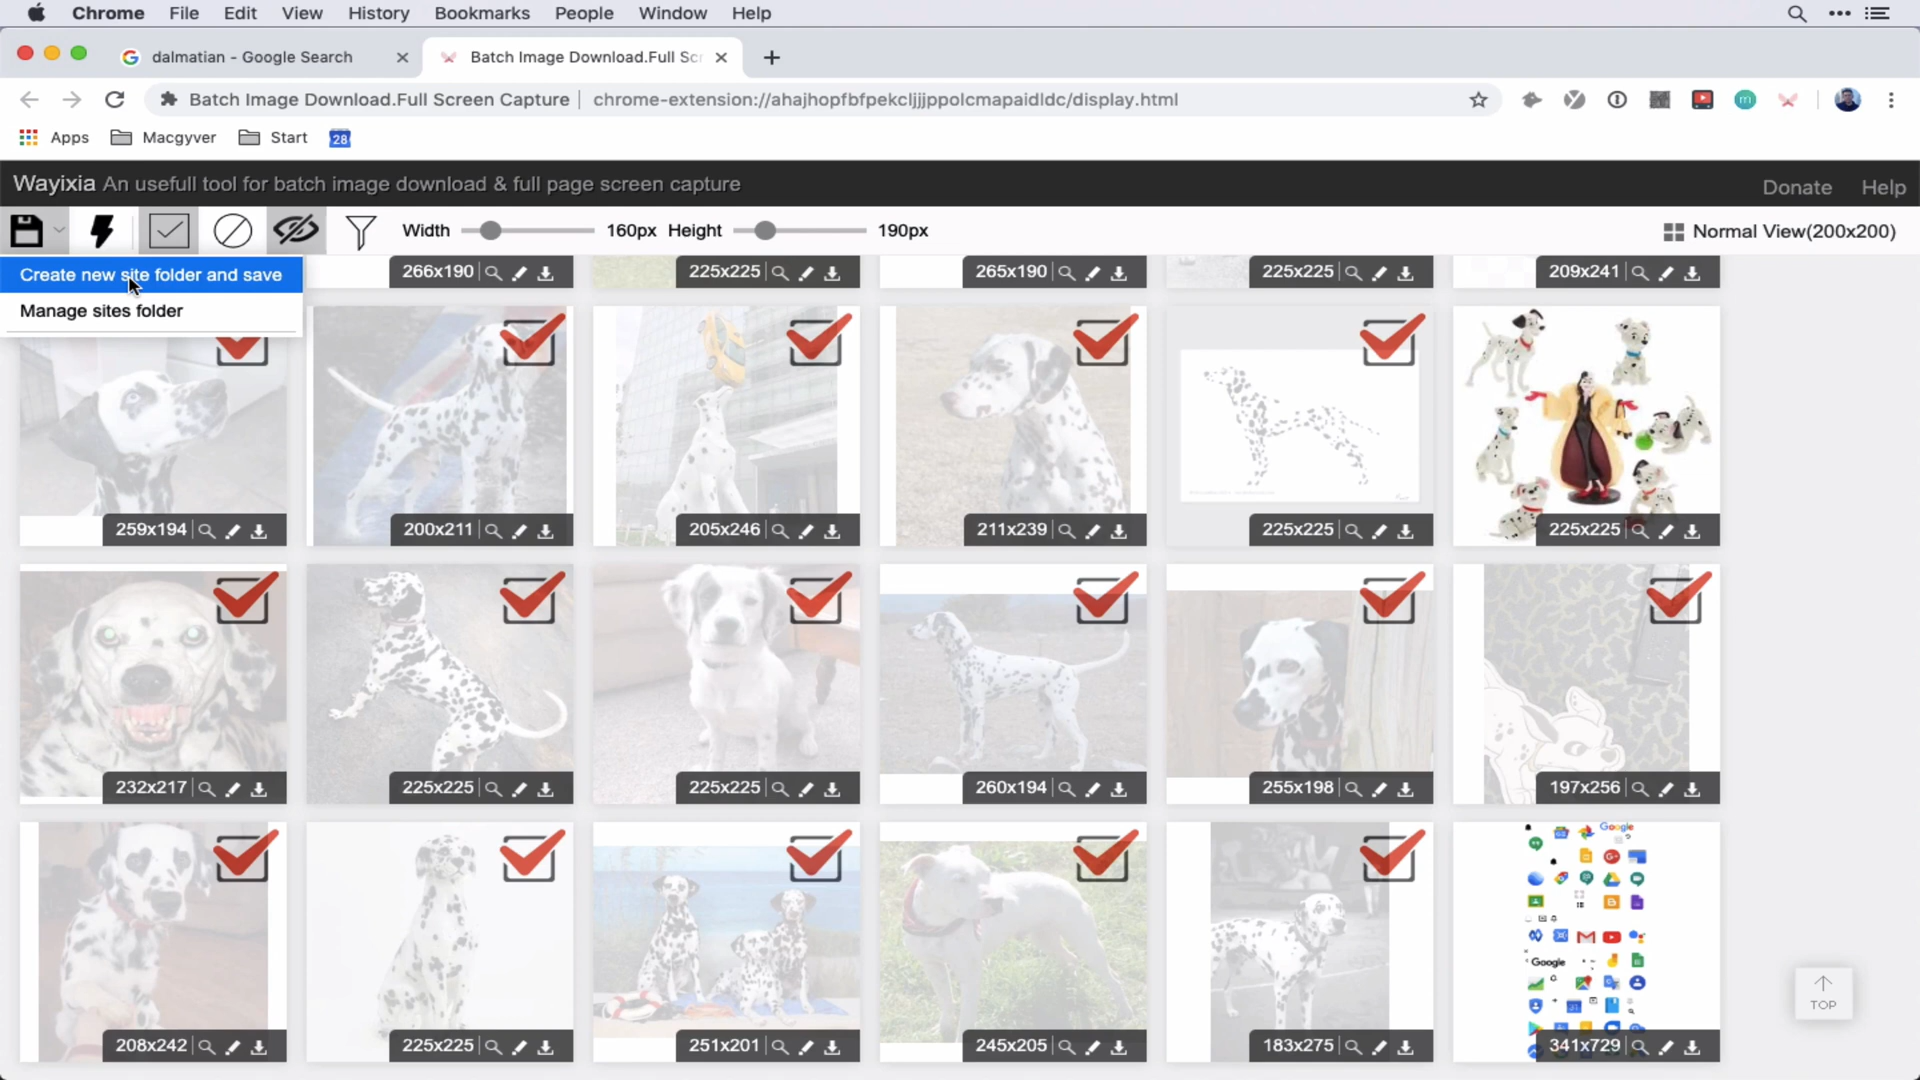 Chrome File Edit View History Bookmarks People Window Help
dalmatian - Google Search
Batch Image Download.Full Scr
Batch Image Download.Full Screen Capture
chrome-extension://ahajhopfbfpekcljjjppolcmapaidldc/display.html
Apps Macgyver Start 28
Wayixia An usefull tool for batch image download & full page screen capture
Donate Help
Width 160px Height 190px
Normal View(200x200)
Create new site folder and save
Manage sites folder
266x190 225x225 265x190 225x225 209x241
259x194 200x211 205x246 211x239 225x225 225x225
232x217 225x225 225x225 260x194 255x198 197x256
Google
Google
TOP
208x242 225x225 251x201 245x205 183x275 341x729